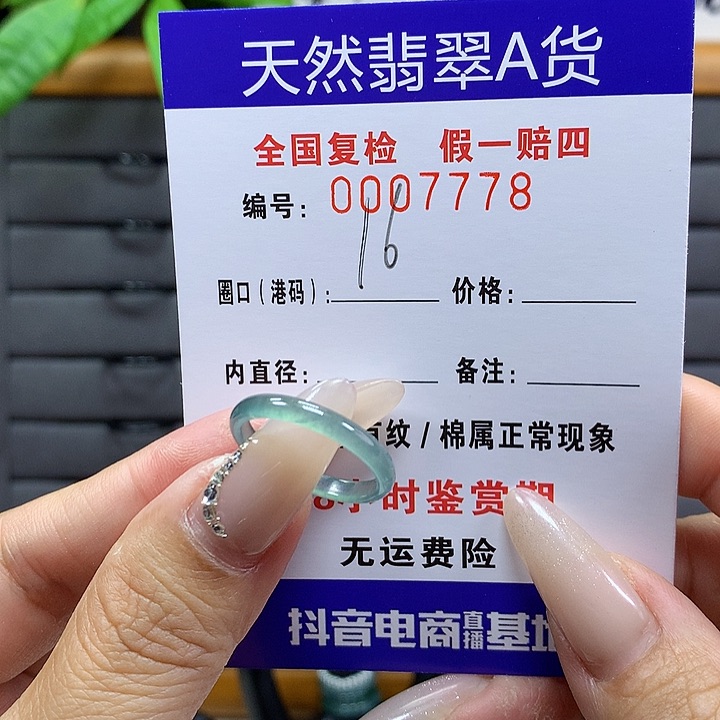 天然翡翠A货
全国复检 假一赔四
编号: 0007778
16
圈口(港码): 价格:
内直径: 备注:
纹/棉属正常现象
8小时鉴赏期
无运费险
抖音电商直播基地